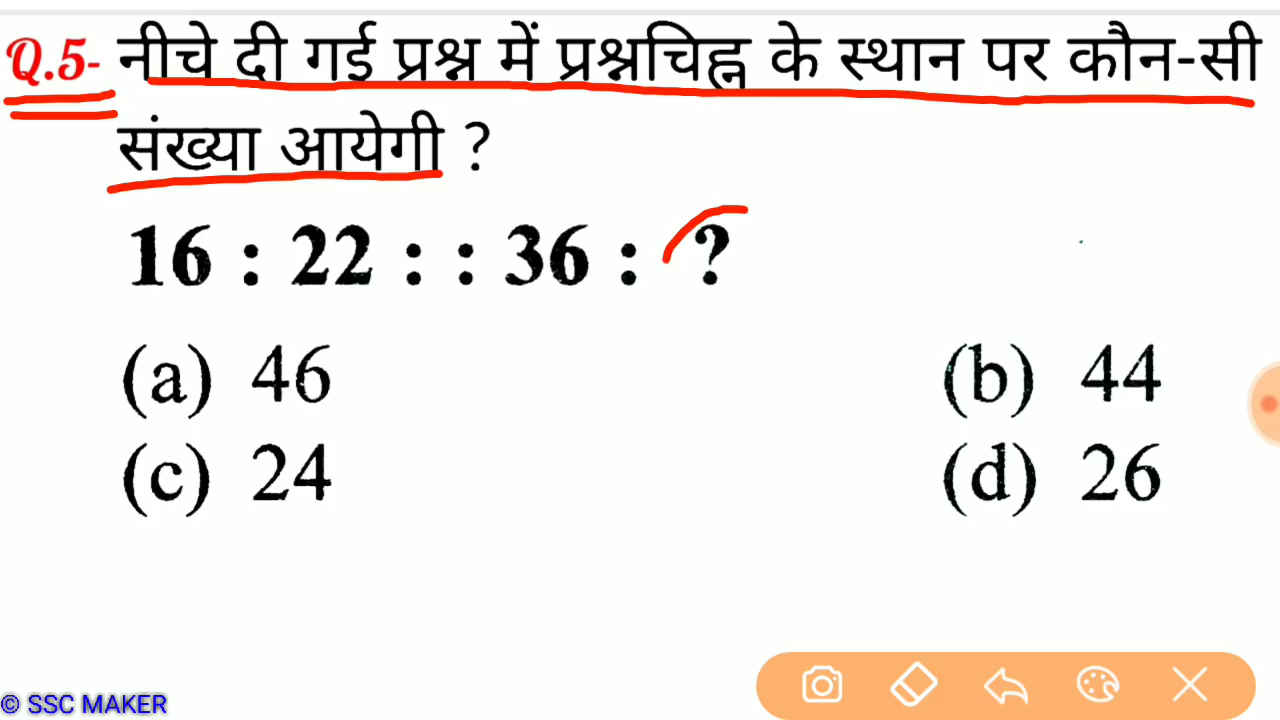 Q.5- नीचे दी गई प्रश्न में प्रश्नचिह्न के स्थान पर कौन-सी
संख्या आयेगी ?
16 : 22 : : 36 : ?
(a) 46 (b) 44
(c) 24 (d) 26
© SSC MAKER